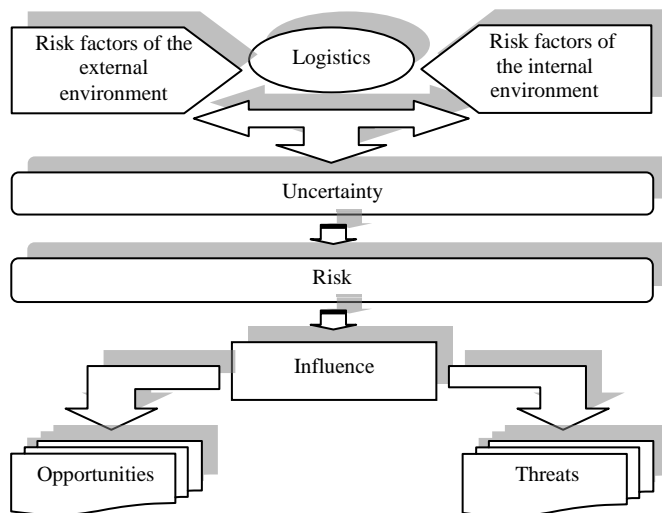 Risk factors of the
external
environment
Logistics
Risk factors of
the internal
environment
Uncertainty
Risk
Influence
Opportunities
Threats